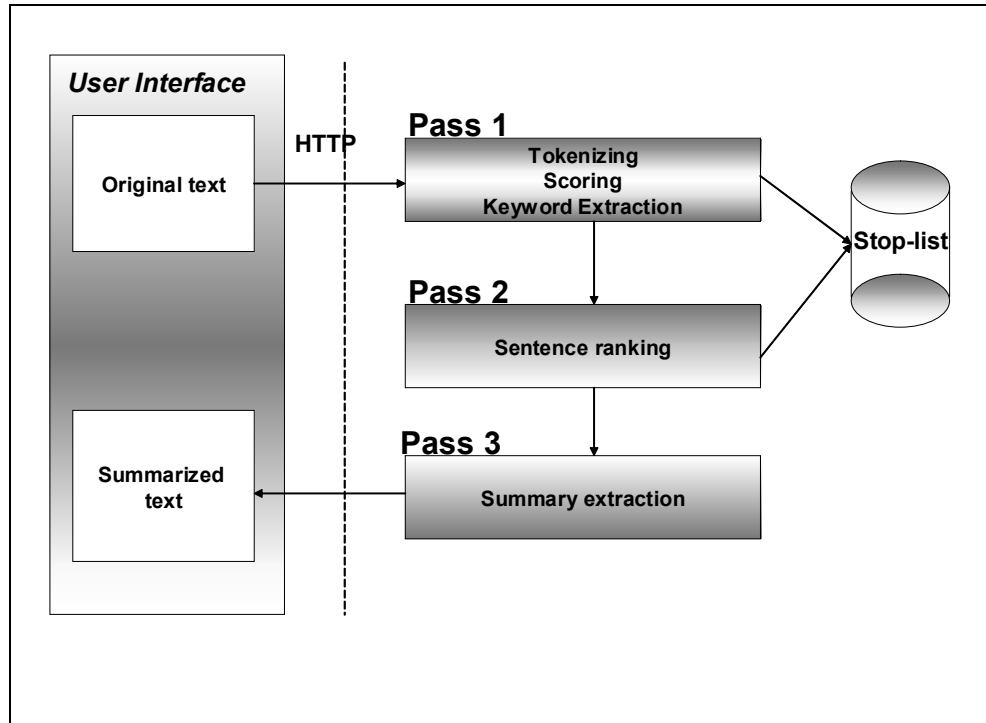 User Interface
Original text
HTTP
Pass 1
Tokenizing
Scoring
Keyword Extraction
Stop-list
Pass 2
Sentence ranking
Pass 3
Summary extraction
Summarized
text